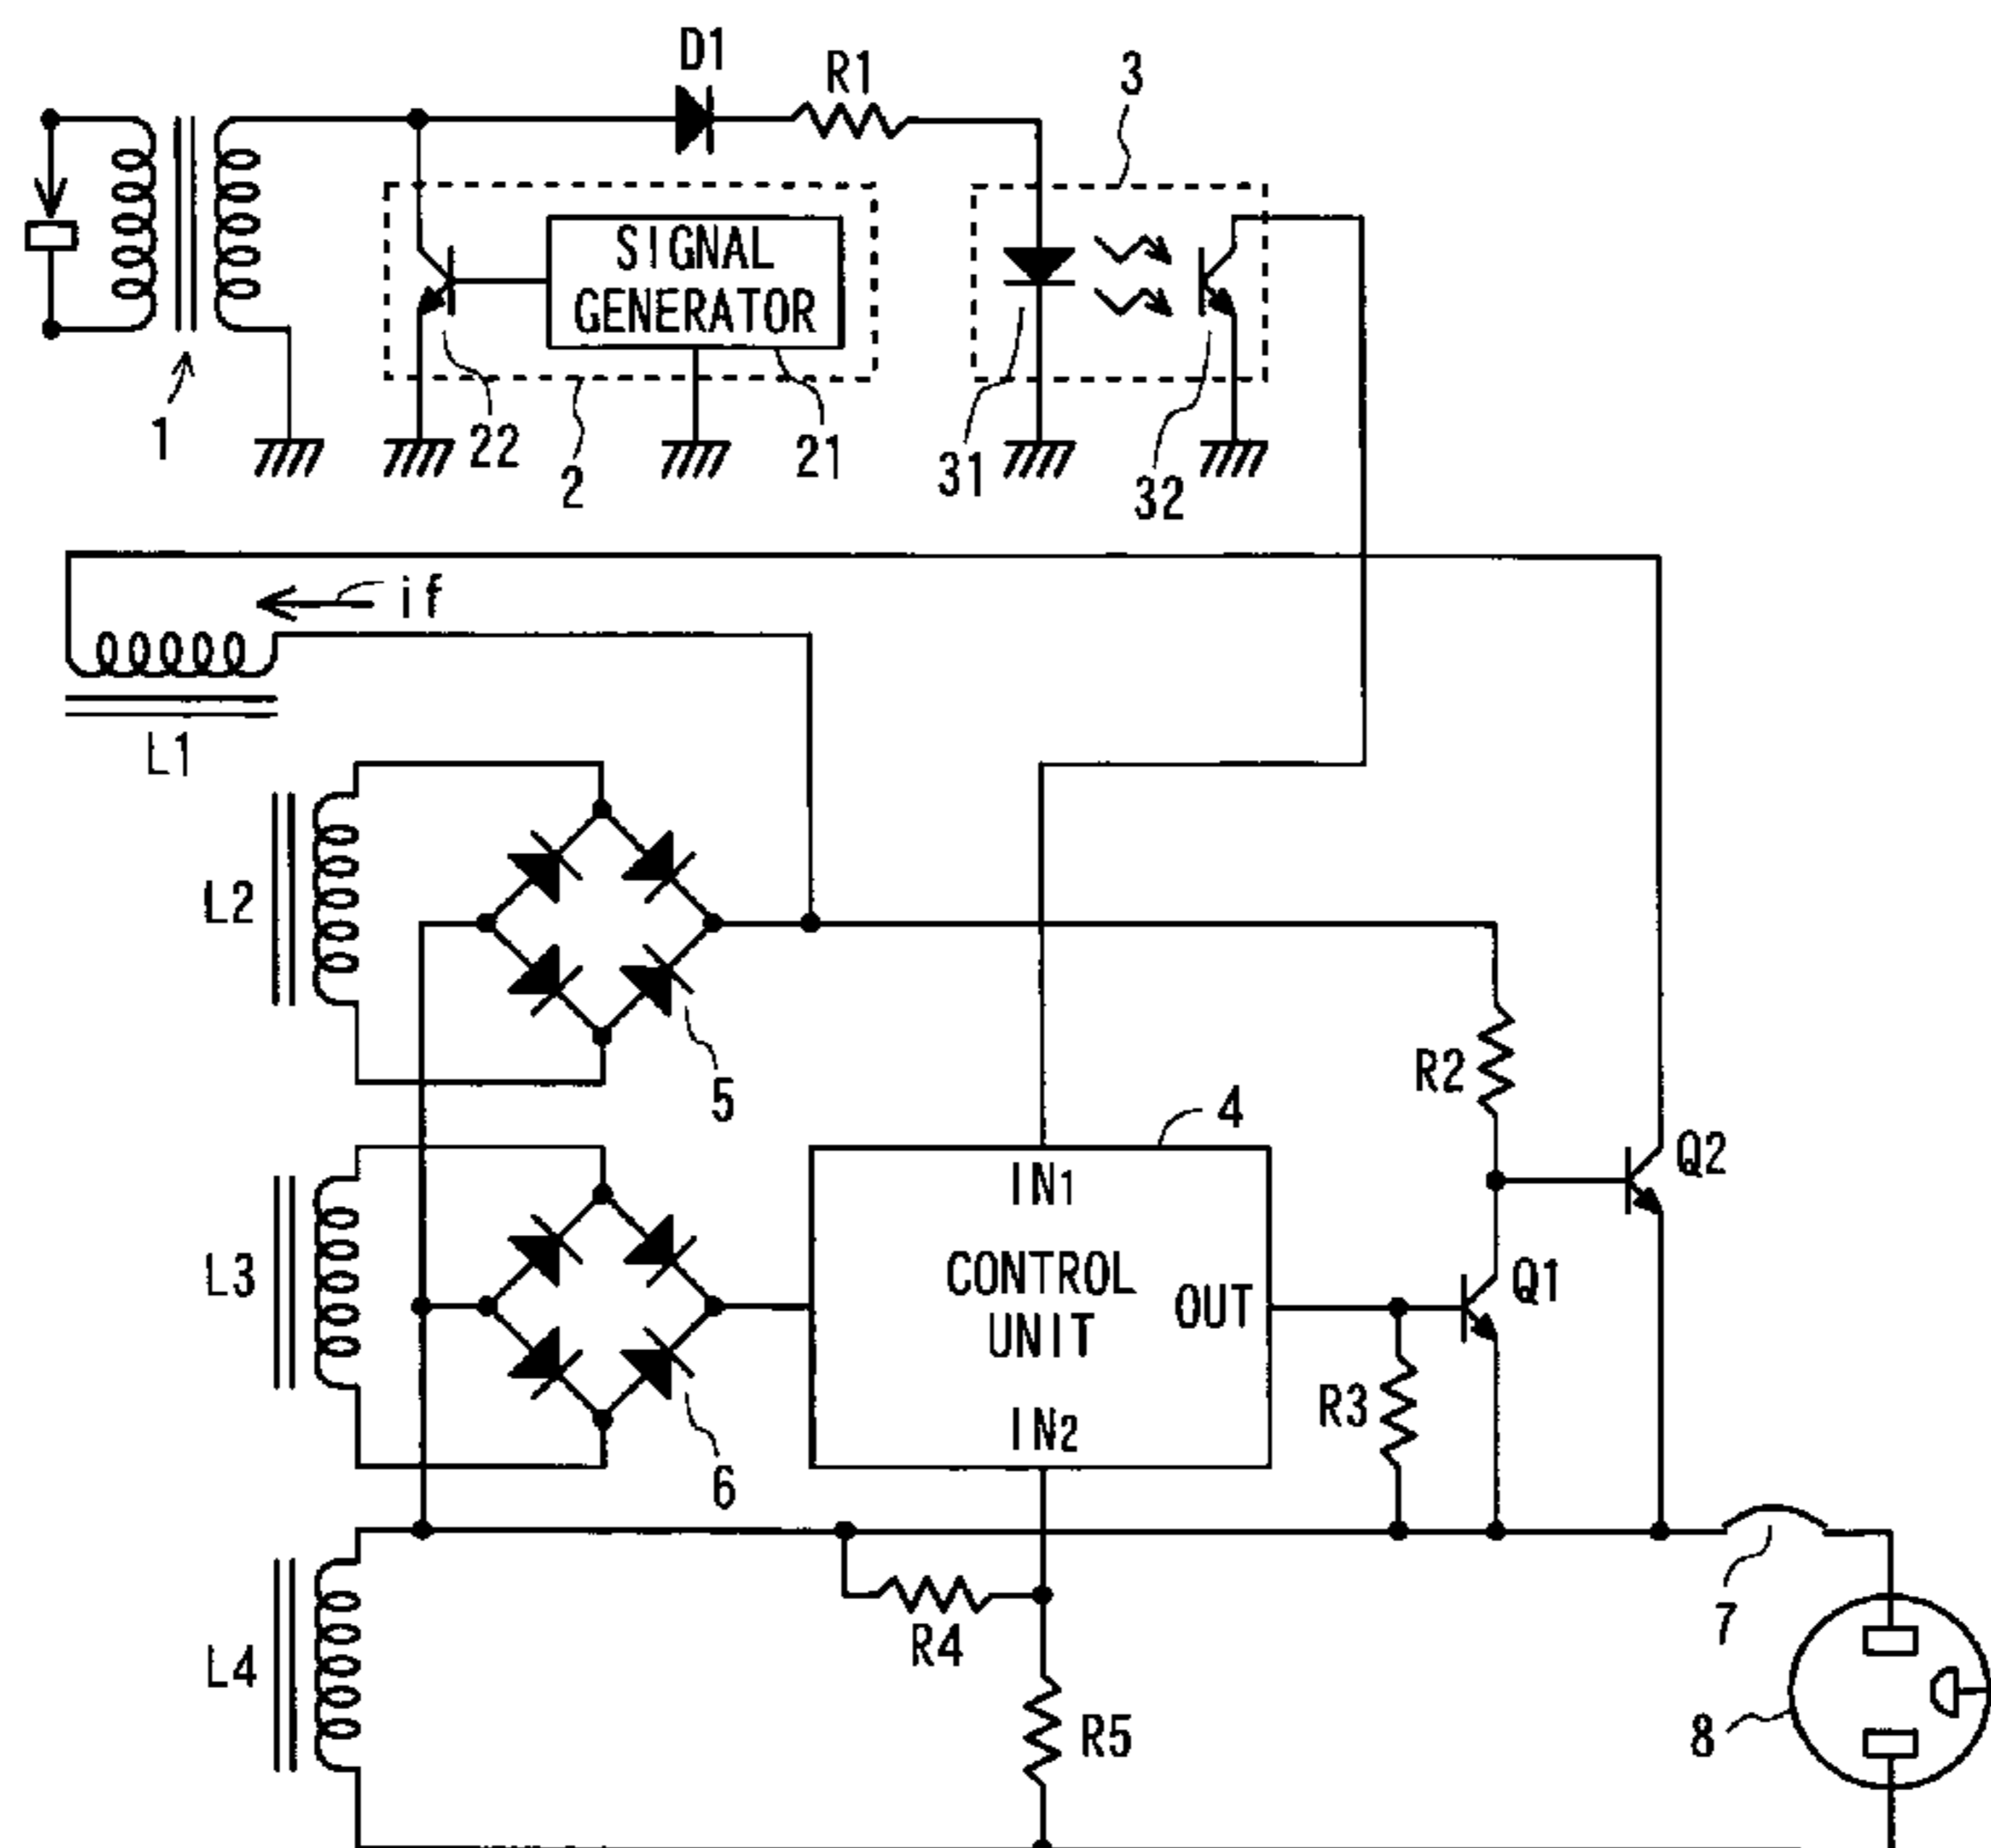 D1
R1
3
SIGNAL
GENERATOR
1
22
2
21
31
32
if
L1
L2
5
R2
4
Q2
IN1
L3
CONTROL
UNIT
OUT
Q1
R3
IN2
6
7
R4
L4
R5
8